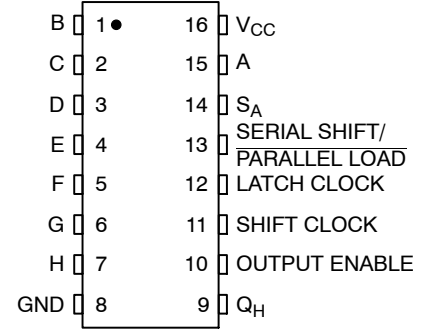 B 1 16 VCC
C 2 15 A
D 3 14 SA
E 4 13 SERIAL SHIFT/
PARALLEL LOAD
F 5 12 LATCH CLOCK
G 6 11 SHIFT CLOCK
H 7 10 OUTPUT ENABLE
GND 8 9 QH